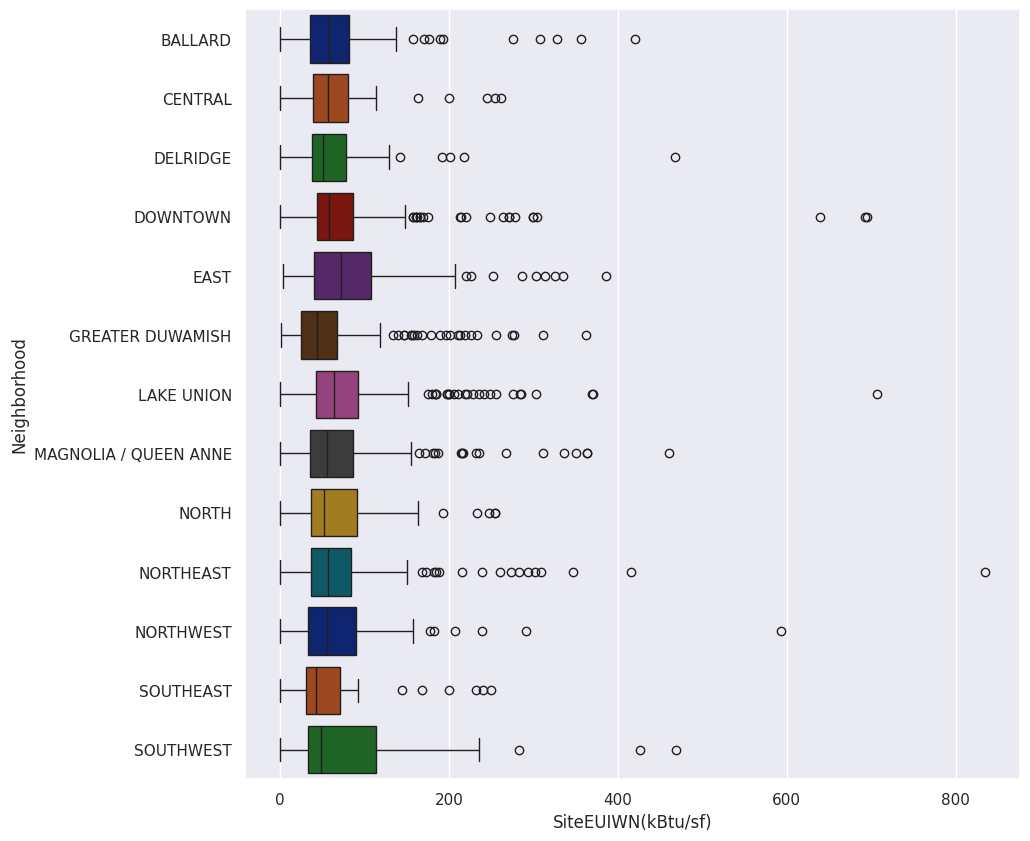 BALLARD
CENTRAL
DELRIDGE
DOWNTOWN
EAST
GREATER DUWAMISH
LAKE UNION
MAGNOLIA / QUEEN ANNE
NORTH
NORTHEAST
NORTHWEST
SOUTHEAST
SOUTHWEST
Neighborhood
0 200 400 600 800
SiteEUIWN(kBtu/sf)